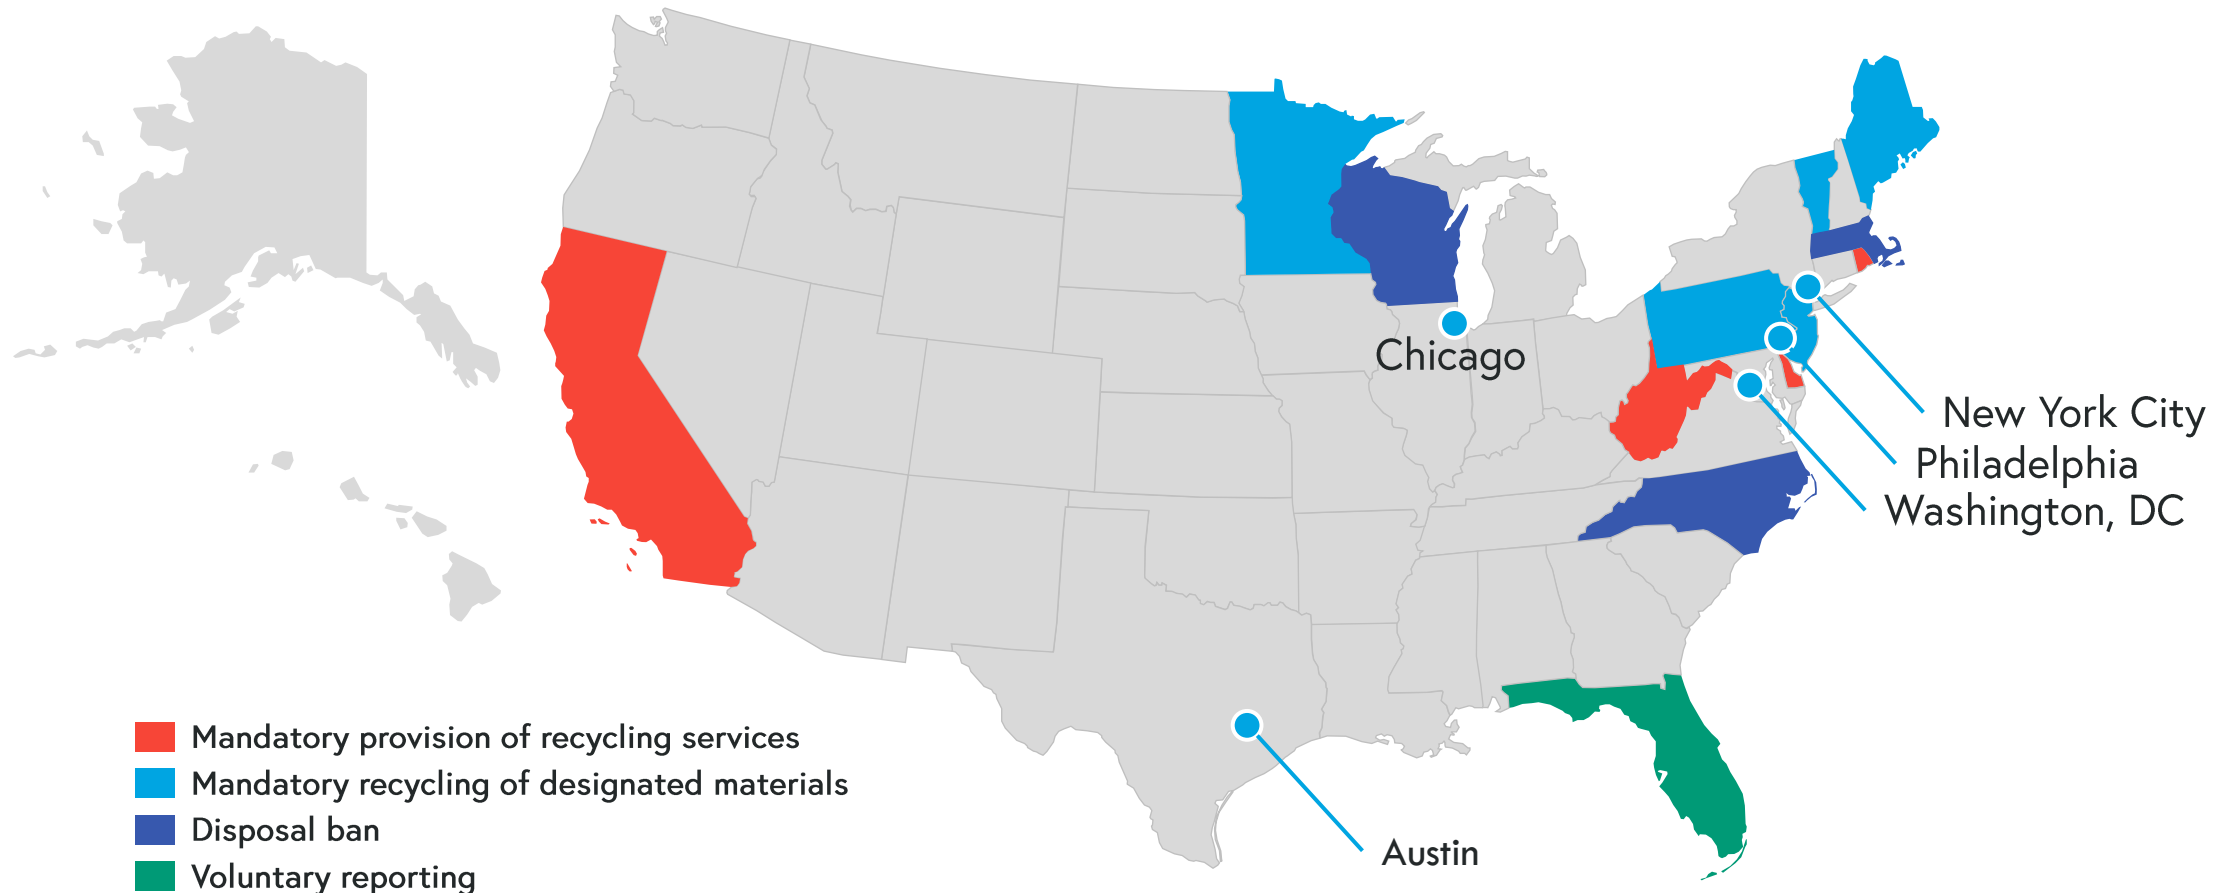 Chicago
New York City
Philadelphia
Washington, DC
Mandatory provision of recycling services
Mandatory recycling of designated materials
Disposal ban
Austin
Voluntary reporting